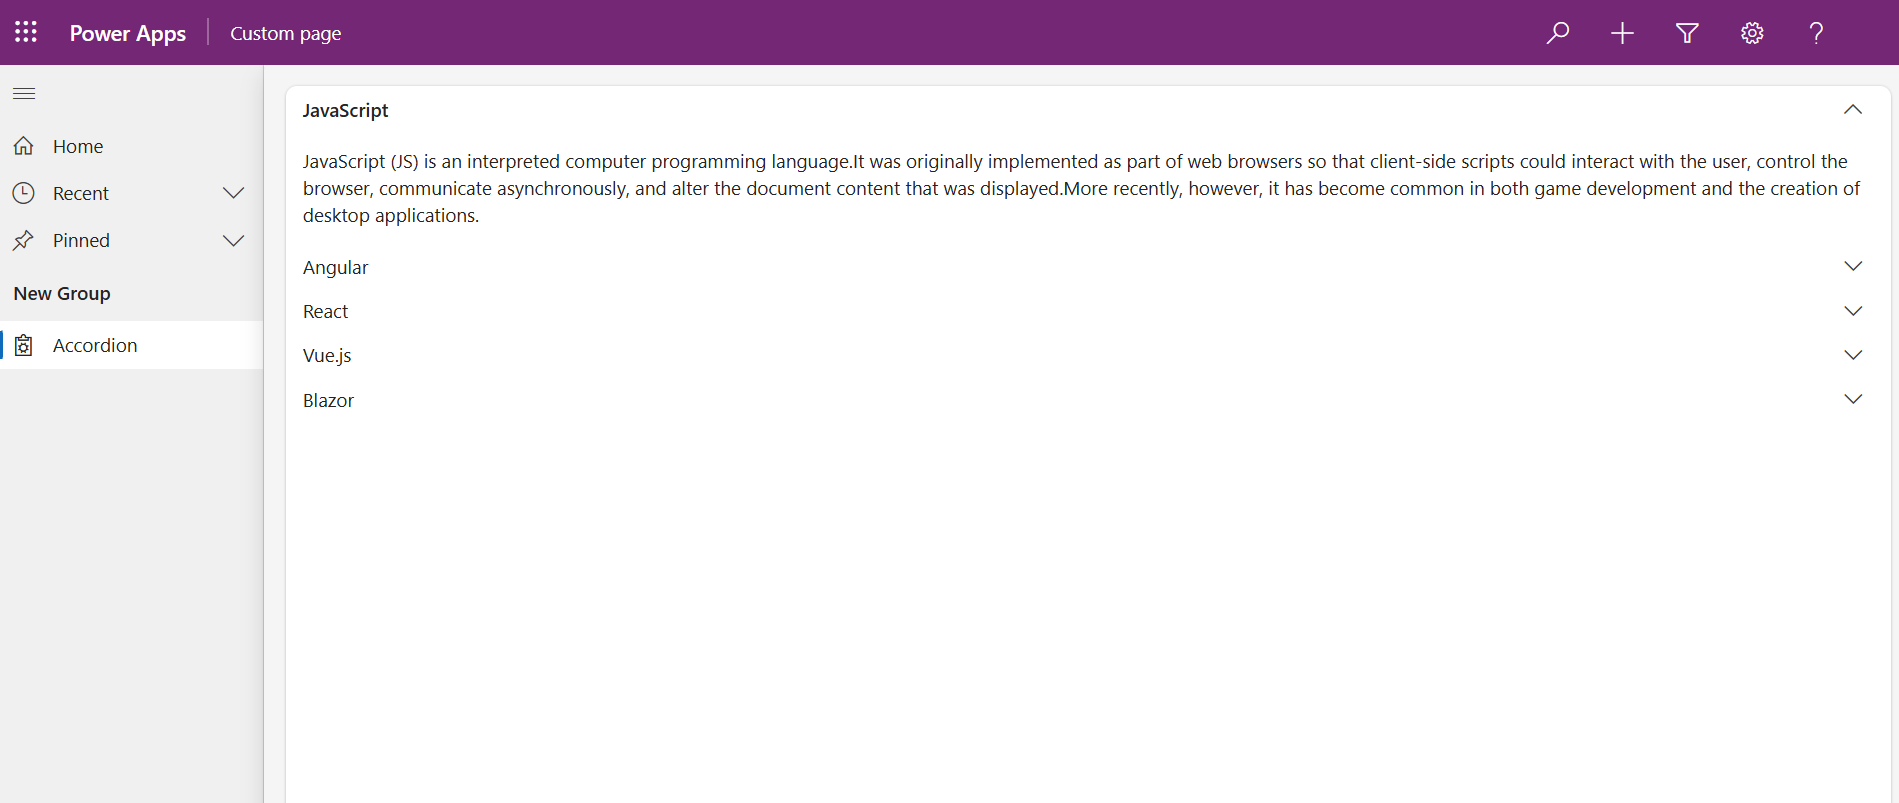 Power Apps
Custom page
Home
Recent
Pinned
New Group
Accordion
JavaScript
JavaScript (JS) is an interpreted computer programming language.It was originally implemented as part of web browsers so that client-side scripts could interact with the user, control the
browser, communicate asynchronously, and alter the document content that was displayed.More recently, however, it has become common in both game development and the creation of
desktop applications.
Angular
React
Vue.js
Blazor